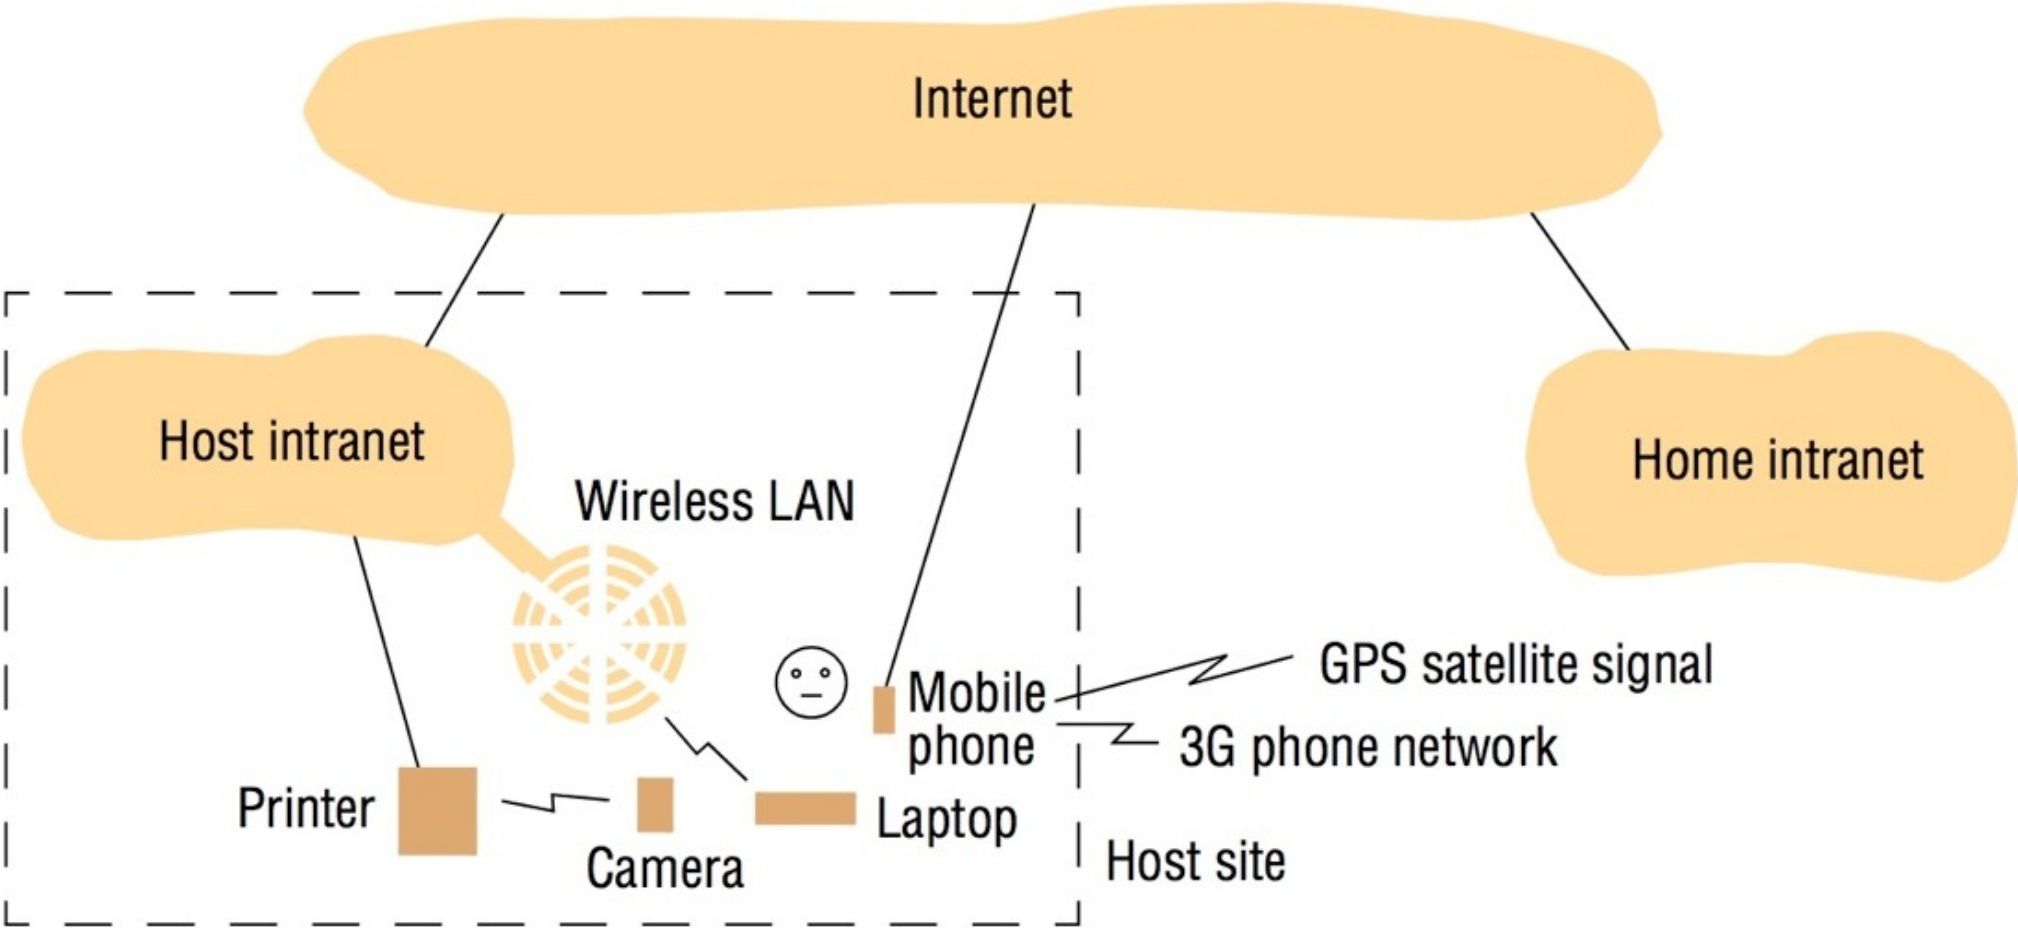 Internet
Host intranet
Home intranet
Wireless LAN
GPS satellite signal
Mobile
phone
3G phone network
Printer
Laptop
Camera
Host site